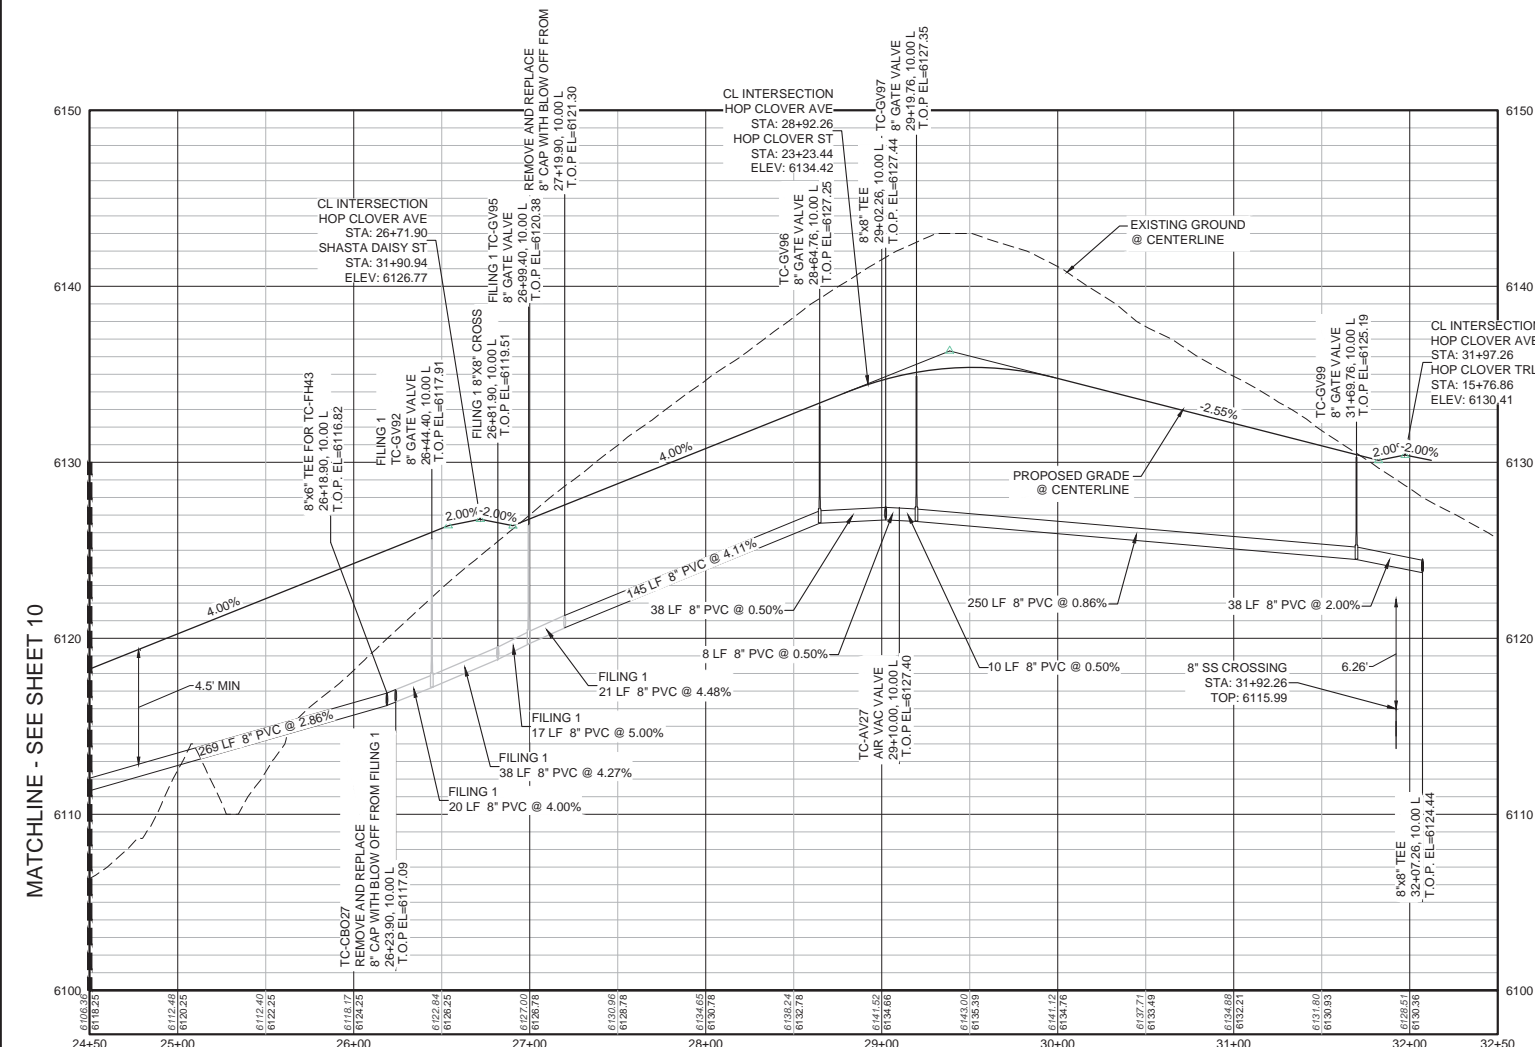 MATCHLINE - SEE SHEET 10
6150
6140
6130
6120
6110
6100
6150
6140
6130
6120
6110
6100
8"x6" TEE FOR TC-FH43
26+18.90, 10.00 L
T.O.P. EL=6116.82
CL INTERSECTION
HOP CLOVER AVE
STA: 26+71.90
SHASTA DAISY ST
STA: 31+90.94
ELEV: 6126.77
FILING 1
TC-GV92
8" GATE VALVE
26+44.40, 10.00 L
T.O.P EL=6117.91
FILING 1 8"X8" CROSS
26+81.90, 10.00 L
T.O.P EL=6119.51
FILING 1 TC-GV95
8" GATE VALVE
26+99.40, 10.00 L
T.O.P EL=6120.38
REMOVE AND REPLACE
8" CAP WITH BLOW OFF FROM
27+19.90, 10.00 L
T.O.P EL=6121.30
CL INTERSECTION
HOP CLOVER AVE
STA: 28+92.26
HOP CLOVER ST
STA: 23+23.44
ELEV: 6134.42
TC-GV96
8" GATE VALVE
28+64.76, 10.00 L
T.O.P EL=6127.25
8"x8" TEE
29+02.26, 10.00 L
T.O.P. EL=6127.44
TC-GV97
8" GATE VALVE
29+19.76, 10.00 L
T.O.P EL=6127.35
EXISTING GROUND
@ CENTERLINE
PROPOSED GRADE
@ CENTERLINE
TC-GV99
8" GATE VALVE
31+69.76, 10.00 L
T.O.P EL=6125.19
CL INTERSECTION
HOP CLOVER AVE
STA: 31+97.26
HOP CLOVER TRL
STA: 15+76.86
ELEV: 6130.41
4.00%
2.00%
-2.00%
4.00%
-2.55%
2.00%
-2.00%
4.5' MIN
269 LF 8" PVC @ 2.86%
145 LF 8" PVC @ 4.11%
38 LF 8" PVC @ 0.50%
8 LF 8" PVC @ 0.50%
10 LF 8" PVC @ 0.50%
250 LF 8" PVC @ 0.86%
38 LF 8" PVC @ 2.00%
FILING 1
21 LF 8" PVC @ 4.48%
FILING 1
17 LF 8" PVC @ 5.00%
FILING 1
38 LF 8" PVC @ 4.27%
FILING 1
20 LF 8" PVC @ 4.00%
TC-CBO27
REMOVE AND REPLACE
8" CAP WITH BLOW OFF FROM FILING 1
26+23.90, 10.00 L
T.O.P EL=6117.09
TC-AV27
AIR VAC VALVE
29+10.00, 10.00 L
T.O.P EL=6127.40
8" SS CROSSING
STA: 31+92.26
TOP: 6115.99
6.26'
8"x8" TEE
32+07.26, 10.00 L
T.O.P. EL=6124.44
6106.36
6118.25
6112.48
6120.25
6112.40
6122.25
6118.17
6124.25
6122.84
6126.25
6127.00
6126.78
6130.96
6128.78
6134.65
6130.78
6138.24
6132.78
6141.52
6134.66
6143.00
6135.39
6141.12
6134.76
6137.71
6133.49
6134.88
6132.21
6131.80
6130.93
6128.51
6130.36
24+50
25+00
26+00
27+00
28+00
29+00
30+00
31+00
32+00
32+50